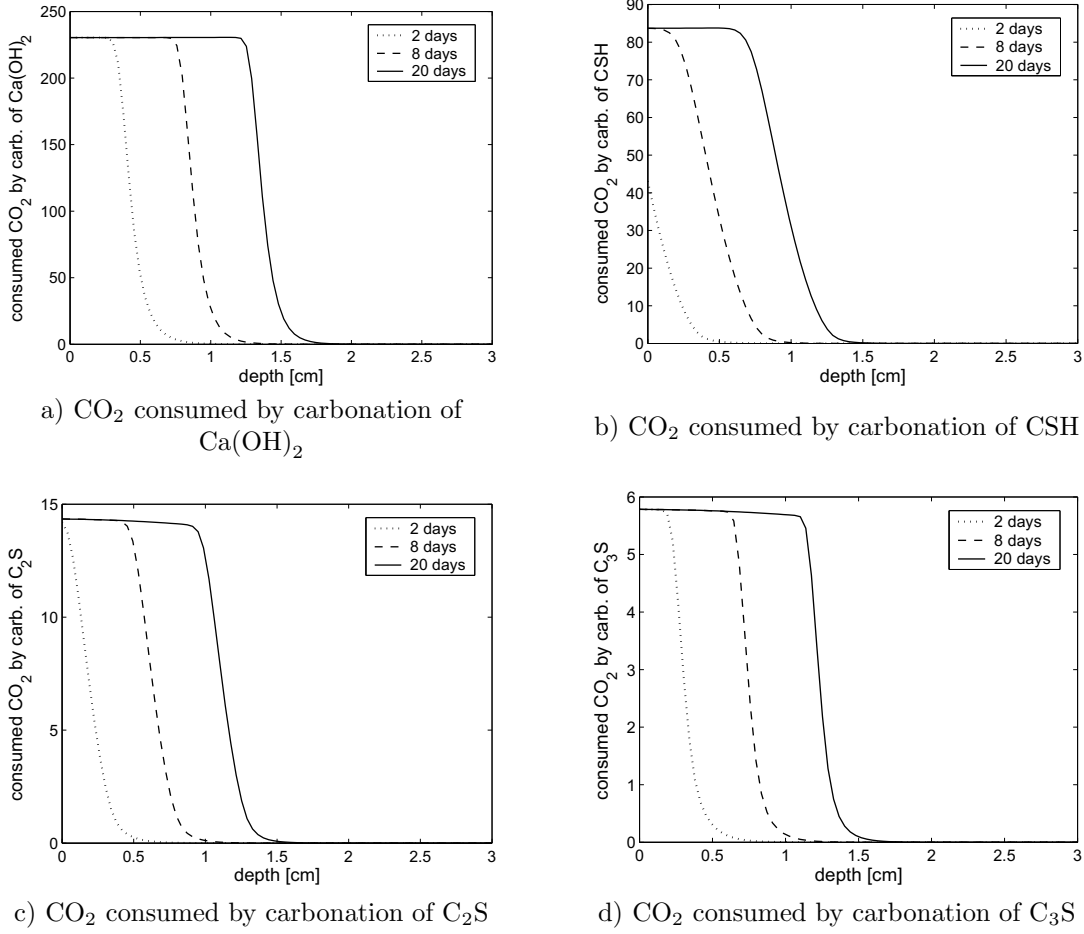 250
200
150
100
50
0
consumed CO2 by carb. of Ca(OH)2
2 days
8 days
20 days
0 0.5 1 1.5 2 2.5 3
depth [cm]
a) CO2 consumed by carbonation of
Ca(OH)2
90
80
70
60
50
40
30
20
10
0
consumed CO2 by carb. of CSH
2 days
8 days
20 days
0 0.5 1 1.5 2 2.5 3
depth [cm]
b) CO2 consumed by carbonation of CSH
15
10
5
0
consumed CO2 by carb. of C2S
2 days
8 days
20 days
0 0.5 1 1.5 2 2.5 3
depth [cm]
c) CO2 consumed by carbonation of C2S
6
5
4
3
2
1
0
consumed CO2 by carb. of C3S
2 days
8 days
20 days
0 0.5 1 1.5 2 2.5 3
depth [cm]
d) CO2 consumed by carbonation of C3S